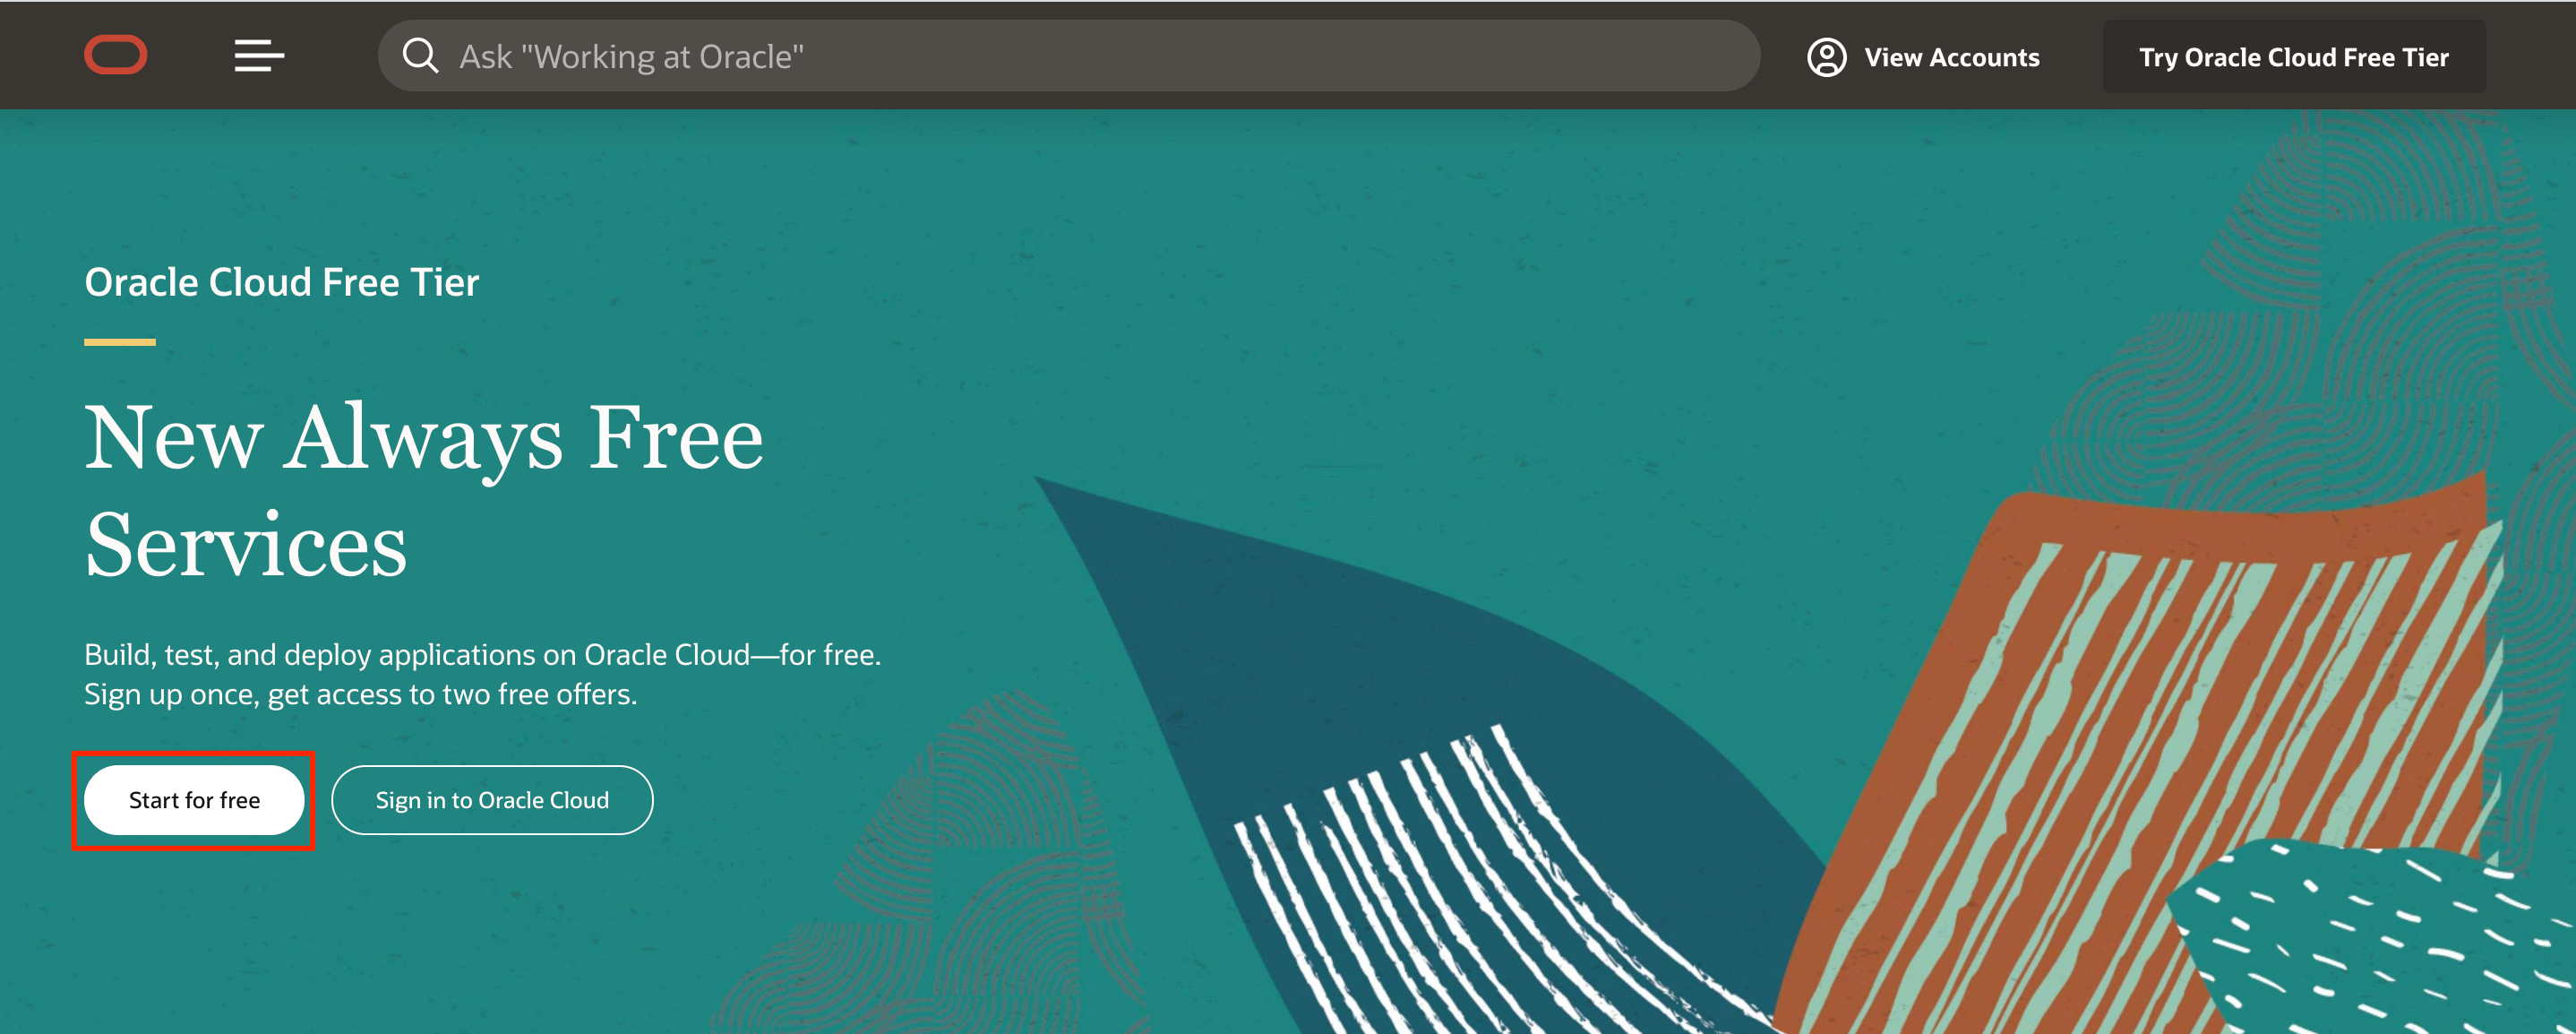 Ask "Working at Oracle"
View Accounts
Try Oracle Cloud Free Tier
Oracle Cloud Free Tier
New Always Free
Services
Build, test, and deploy applications on Oracle Cloud—for free.
Sign up once, get access to two free offers.
Start for free
Sign in to Oracle Cloud